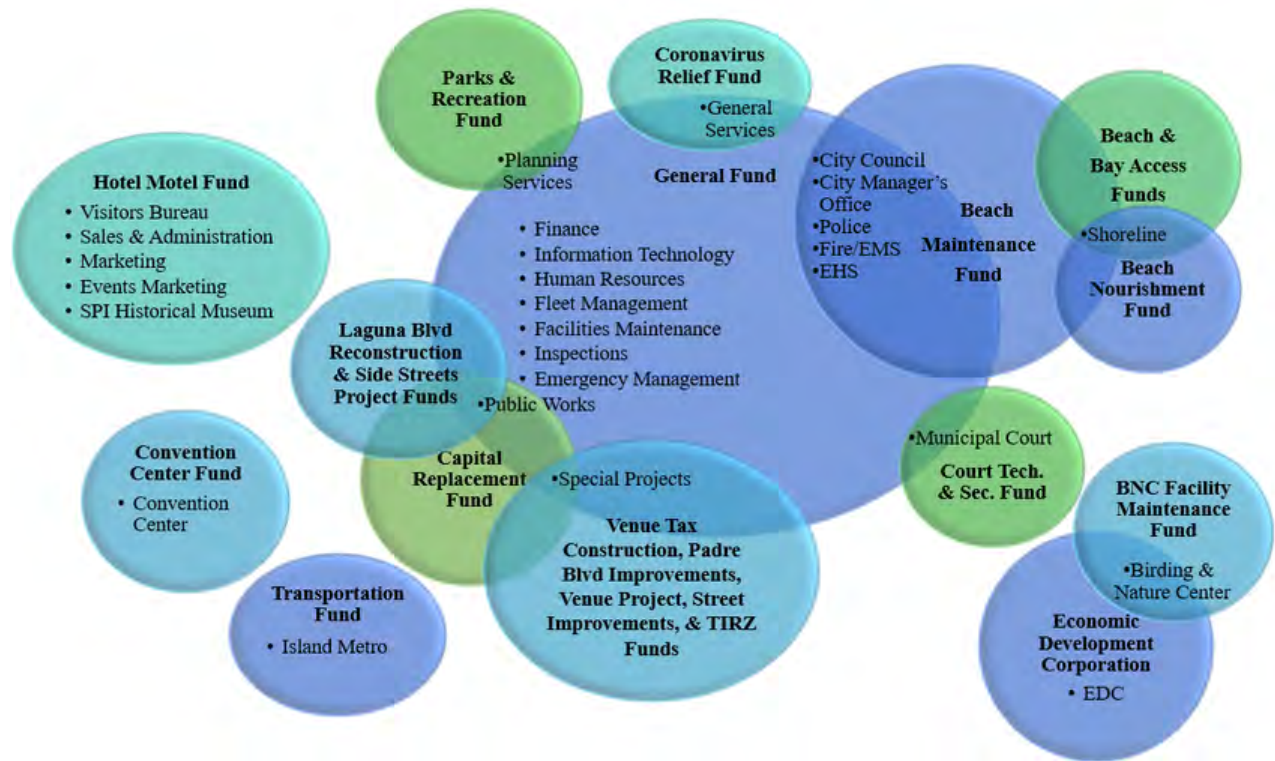 Parks &
Recreation
Fund
•Planning
Services
Coronavirus
Relief Fund
•General
Services
General Fund
• Finance
• Information Technology
• Human Resources
• Fleet Management
• Facilities Maintenance
• Inspections
• Emergency Management
•City Council
•City Manager's
Office
•Police
•Fire/EMS
•EHS
Beach
Maintenance
Fund
Beach &
Bay Access
Funds
•Shoreline
Beach
Nourishment
Fund
Hotel Motel Fund
• Visitors Bureau
• Sales & Administration
• Marketing
• Events Marketing
• SPI Historical Museum
Laguna Blvd
Reconstruction
& Side Streets
Project Funds
•Public Works
Capital
Replacement
Fund
•Special Projects
Venue Tax
Construction, Padre
Blvd Improvements,
Venue Project, Street
Improvements, & TIRZ
Funds
•Municipal Court
Court Tech.
& Sec. Fund
Convention
Center Fund
• Convention
Center
Transportation
Fund
• Island Metro
BNC Facility
Maintenance
Fund
•Birding &
Nature Center
Economic
Development
Corporation
• EDC